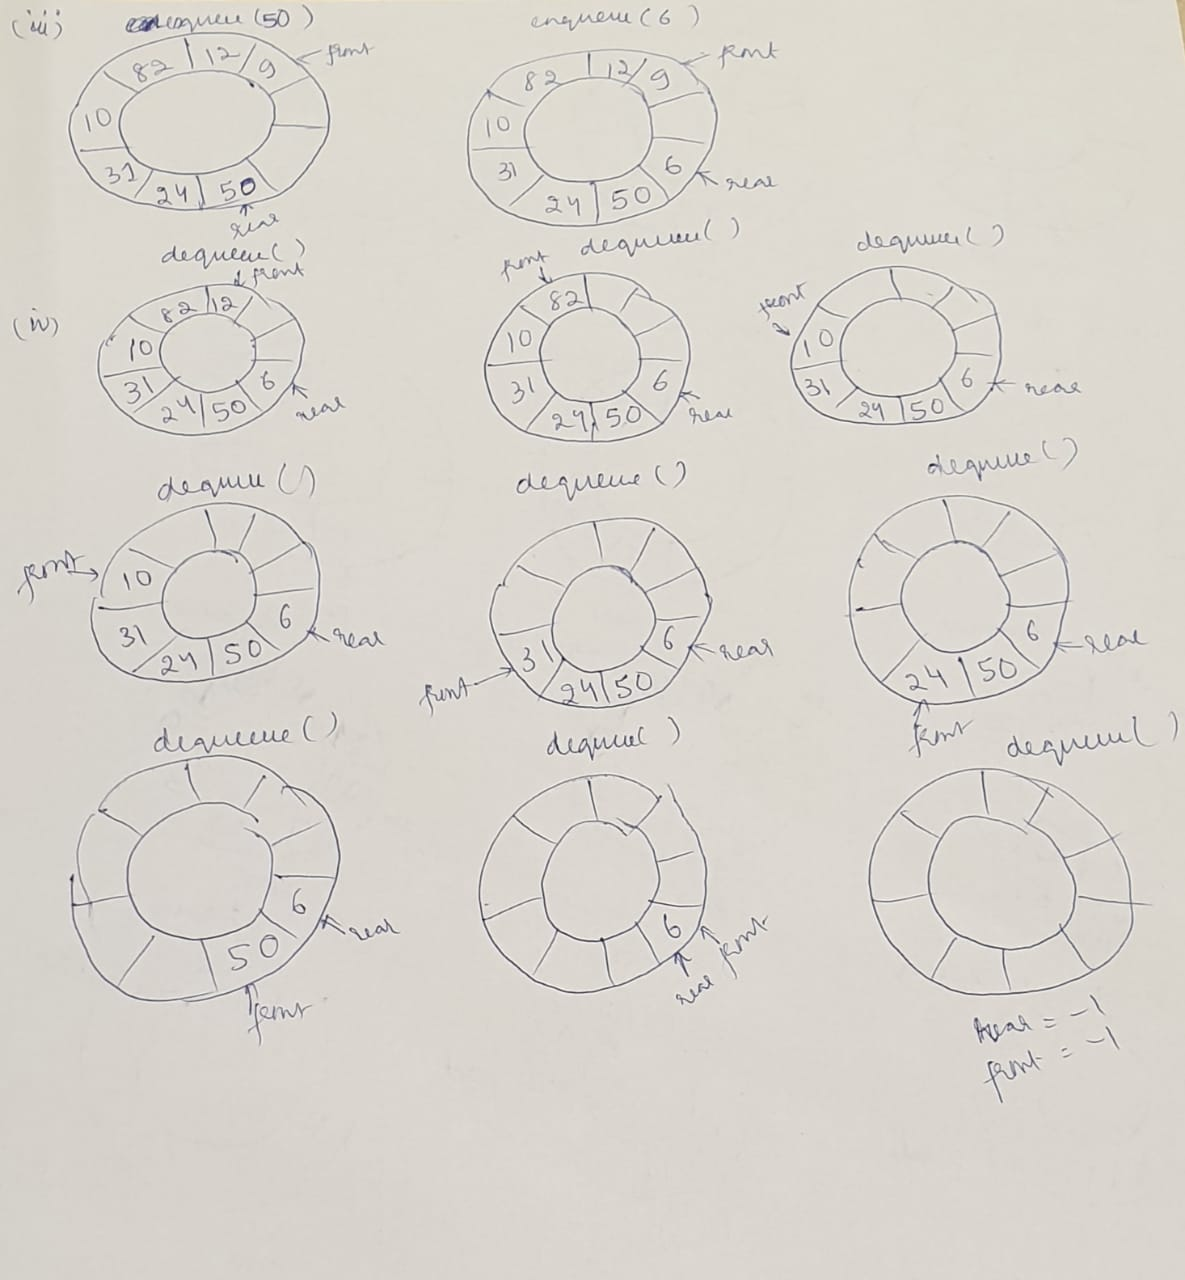 (iii) enqueue (50) enqueue (6)
82 12 9 front 82 12 9 front
10 10
31 24 50 31 24 50 6
rear rear
dequeue( ) dequeue( ) dequeue( )
(iv) front front front
82 12 82
10 10 10
31 24 50 6 31 24 50 6 31 24 50 6
rear rear rear
dequeue ( ) dequeue ( ) dequeue ( )
front 10
31 24 50 6 rear 31 24 50 6 rear 24 50 6 rear
front front
dequeue ( ) dequeue( ) dequeue( )
50 6 rear 6
front rear front
rear = -1
front = -1